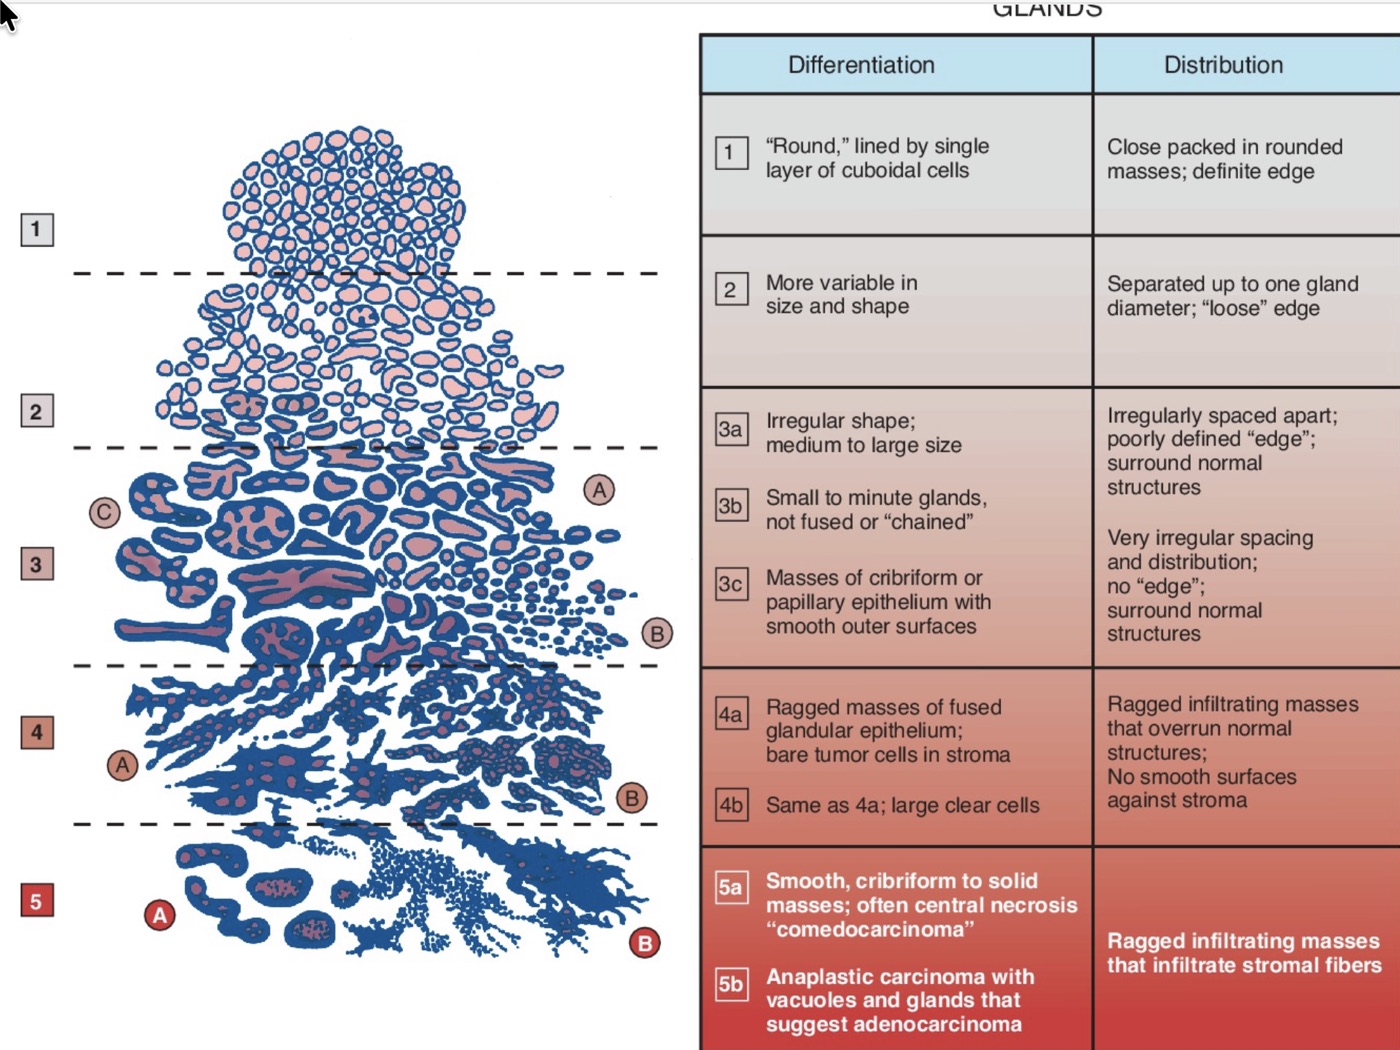 GLANDS
Differentiation
Distribution
1
2
C
A
3
B
4
A
B
5
A
B
1
“Round,” lined by single
layer of cuboidal cells
Close packed in rounded
masses; definite edge
2
More variable in
size and shape
Separated up to one gland
diameter; “loose” edge
3a
Irregular shape;
medium to large size
3b
Small to minute glands,
not fused or “chained”
3c
Masses of cribriform or
papillary epithelium with
smooth outer surfaces
Irregularly spaced apart;
poorly defined “edge”;
surround normal
structures
Very irregular spacing
and distribution;
no “edge”;
surround normal
structures
4a
Ragged masses of fused
glandular epithelium;
bare tumor cells in stroma
4b
Same as 4a; large clear cells
Ragged infiltrating masses
that overrun normal
structures;
No smooth surfaces
against stroma
5a
Smooth, cribriform to solid
masses; often central necrosis
“comedocarcinoma”
5b
Anaplastic carcinoma with
vacuoles and glands that
suggest adenocarcinoma
Ragged infiltrating masses
that infiltrate stromal fibers